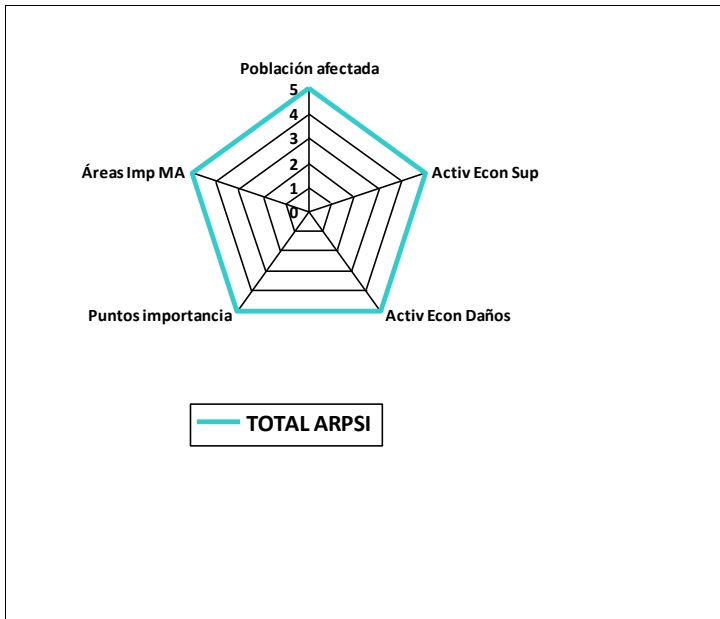 Población afectada
5
4
3
2
1
0
Áreas Imp MA
Activ Econ Sup
Puntos importancia
Activ Econ Daños
TOTAL ARPSI